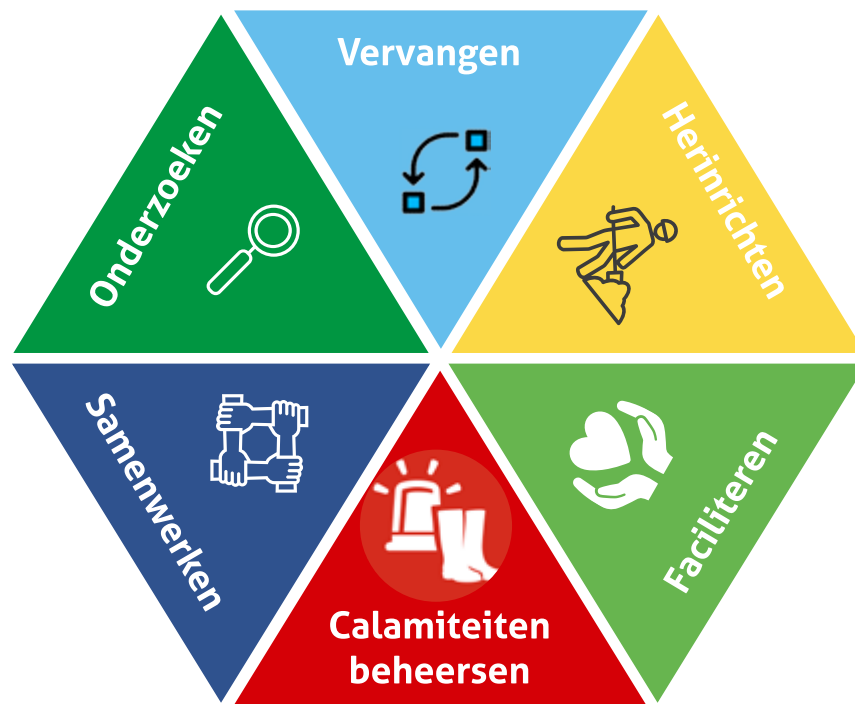 Vervangen
Onderzoeken
Herinrichten
Samenwerken
Faciliteren
Calamiteiten
beheersen